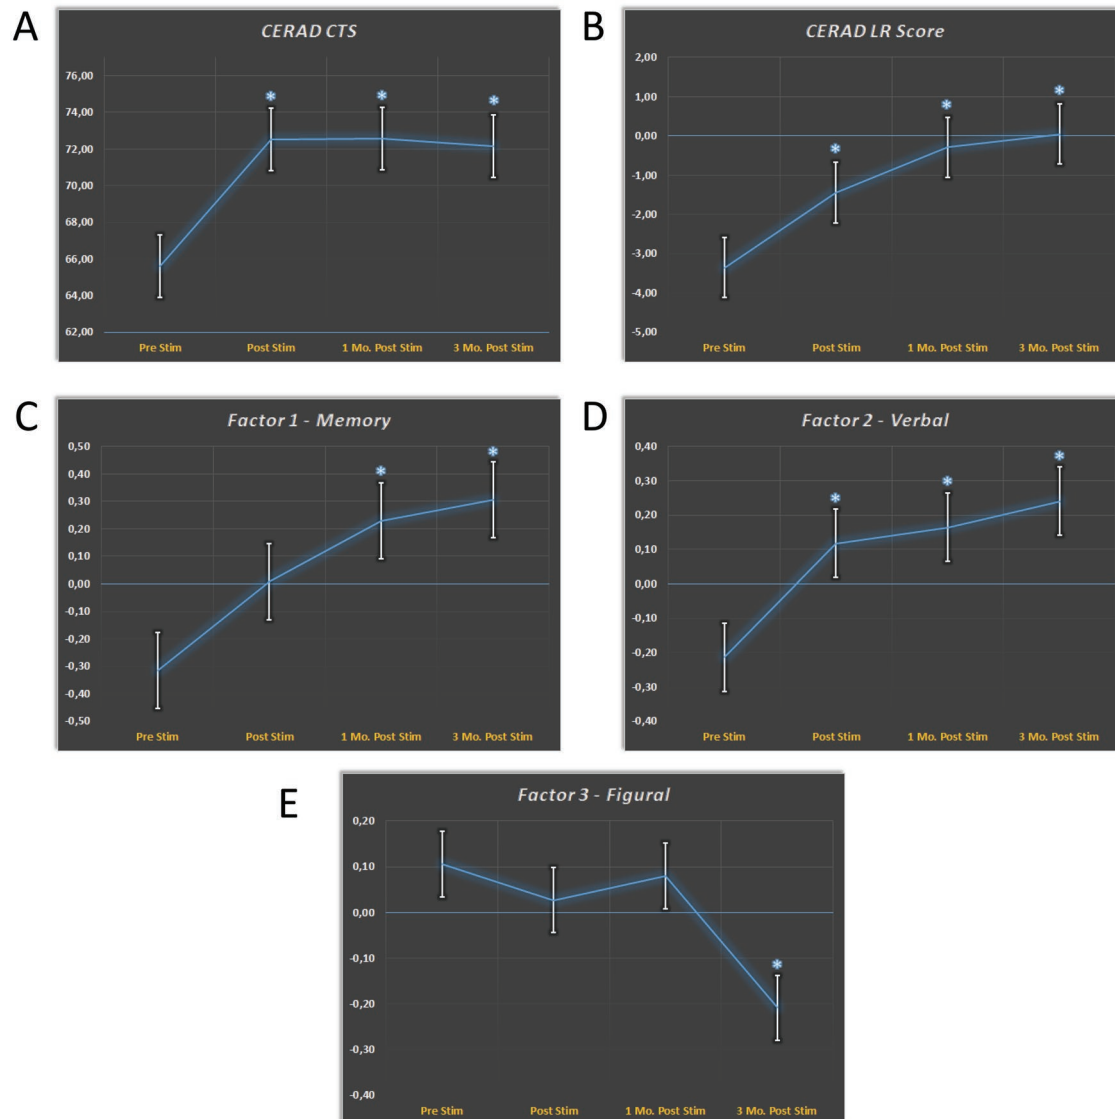 A
CERAD CTS
76,00
74,00
72,00
70,00
68,00
66,00
64,00
62,00
* * *
Pre Stim Post Stim 1 Mo. Post Stim 3 Mo. Post Stim
B
CERAD LR Score
2,00
1,00
0,00
-1,00
-2,00
-3,00
-4,00
-5,00
* * *
Pre Stim Post Stim 1 Mo. Post Stim 3 Mo. Post Stim
C
Factor 1 - Memory
0,50
0,40
0,30
0,20
0,10
0,00
-0,10
-0,20
-0,30
-0,40
-0,50
* *
Pre Stim Post Stim 1 Mo. Post Stim 3 Mo. Post Stim
D
Factor 2 - Verbal
0,40
0,30
0,20
0,10
0,00
-0,10
-0,20
-0,30
-0,40
* * *
Pre Stim Post Stim 1 Mo. Post Stim 3 Mo. Post Stim
E
Factor 3 - Figural
0,20
0,10
0,00
-0,10
-0,20
-0,30
-0,40
*
Pre Stim Post Stim 1 Mo. Post Stim 3 Mo. Post Stim